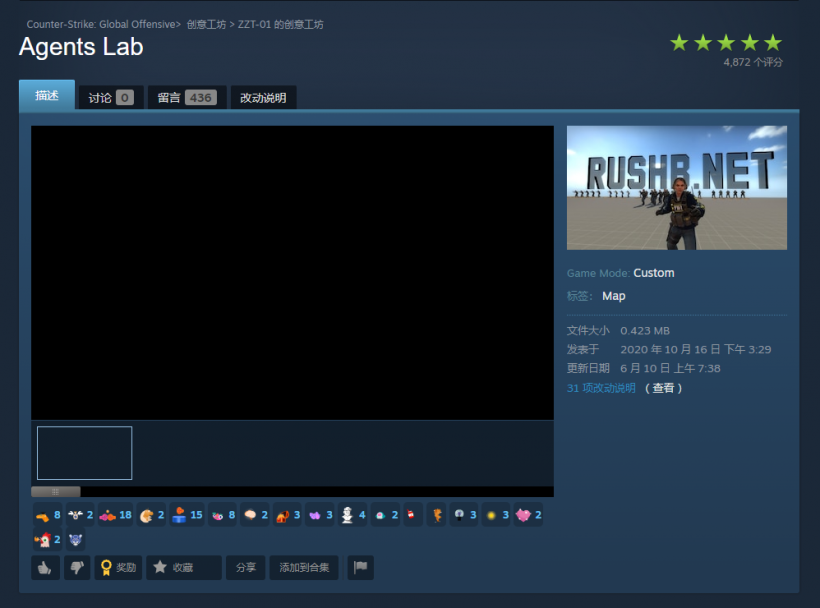 Counter-Strike: Global Offensive> 创意工坊 > ZZT-01 的创意工坊
Agents Lab
4,872 个评分
描述 讨论 0 留言 436 改动说明
RUSHB.NET
Game Mode: Custom
标签: Map
文件大小 0.423 MB
发表于 2020 年 10 月 16 日 下午 3:29
更新日期 6 月 10 日 上午 7:38
31 项改动说明 ( 查看 )
8 2 18 2 15 8 2 3 3 4 2 3 3 2
2
奖励 收藏 分享 添加到合集